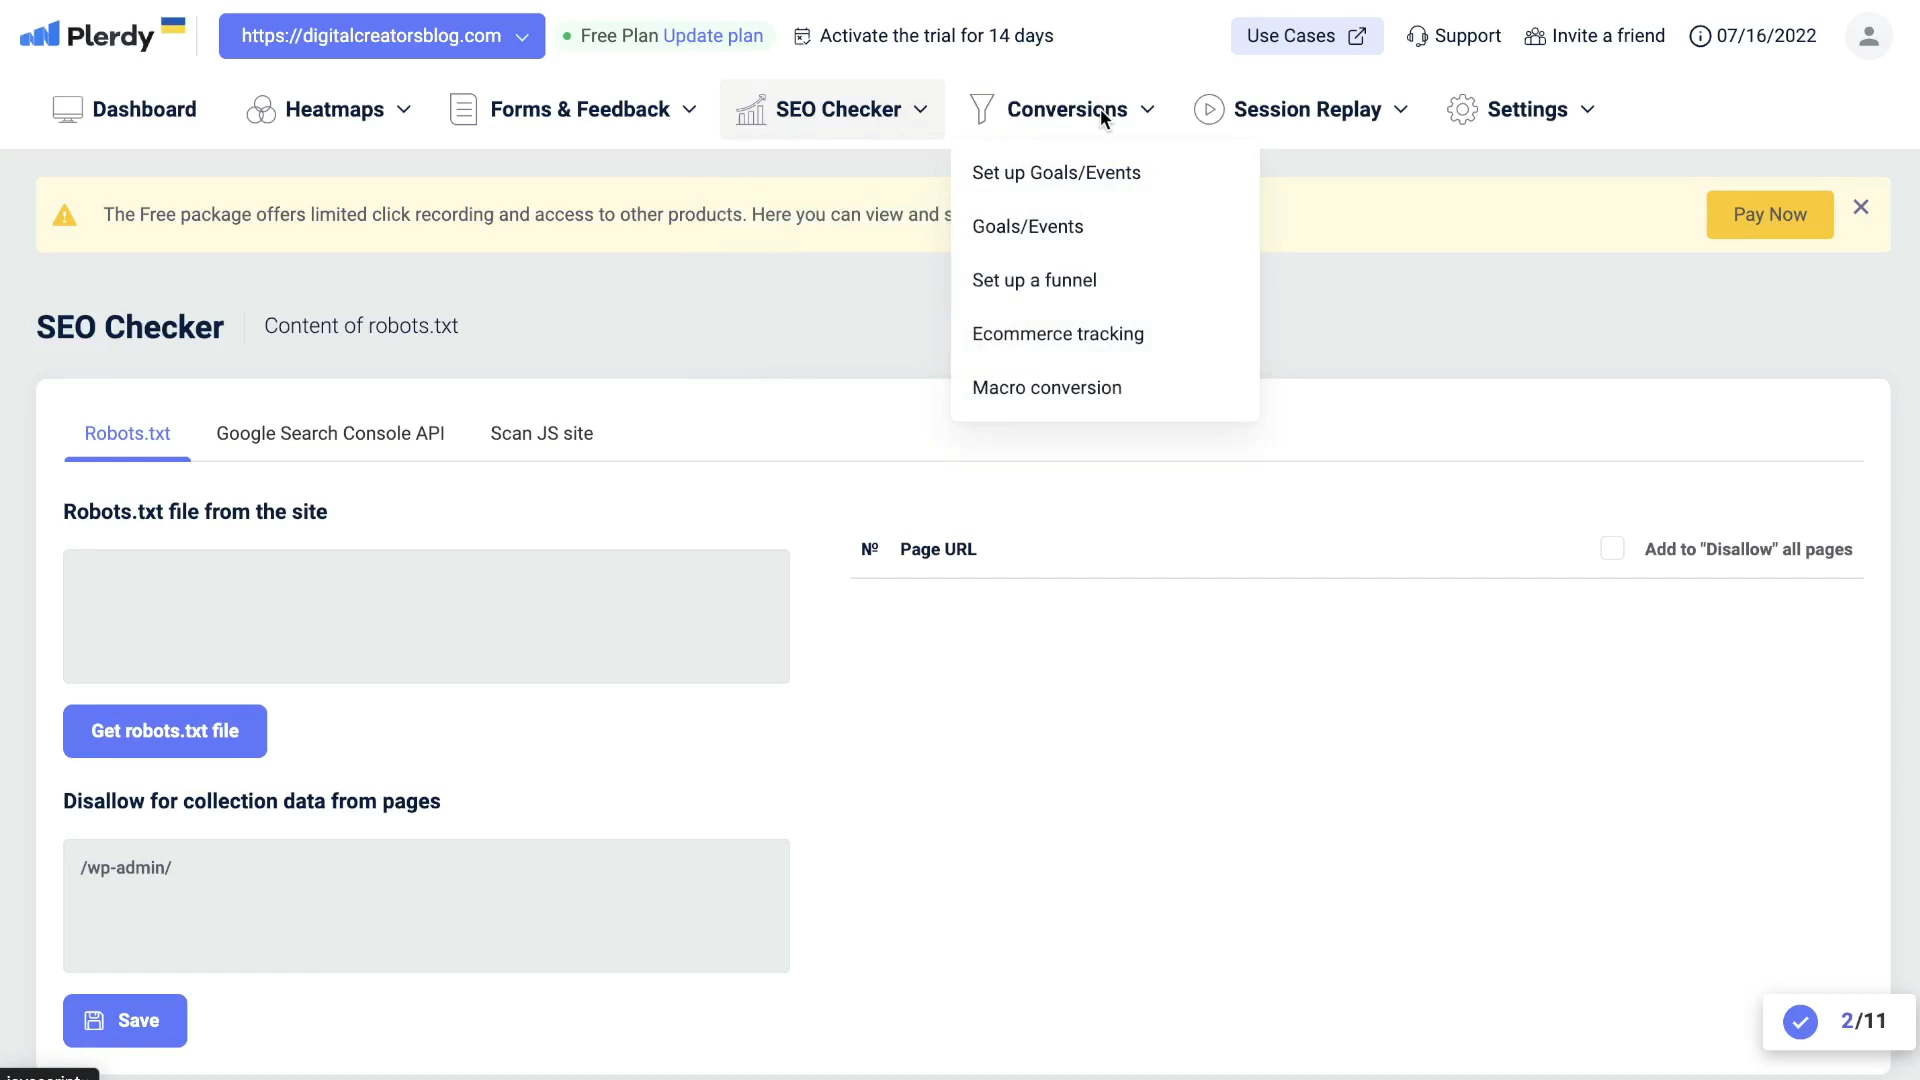 Plerdy
https://digitalcreatorsblog.com
Free Plan Update plan
Activate the trial for 14 days
Use Cases
Support
Invite a friend
07/16/2022
Dashboard
Heatmaps
Forms & Feedback
SEO Checker
Conversions
Session Replay
Settings
Set up Goals/Events
Goals/Events
Set up a funnel
Ecommerce tracking
Macro conversion
The Free package offers limited click recording and access to other products. Here you can view and s
Pay Now
SEO Checker
Content of robots.txt
Robots.txt
Google Search Console API
Scan JS site
Robots.txt file from the site
Nº Page URL
Add to "Disallow" all pages
Get robots.txt file
Disallow for collection data from pages
/wp-admin/
Save
2/11